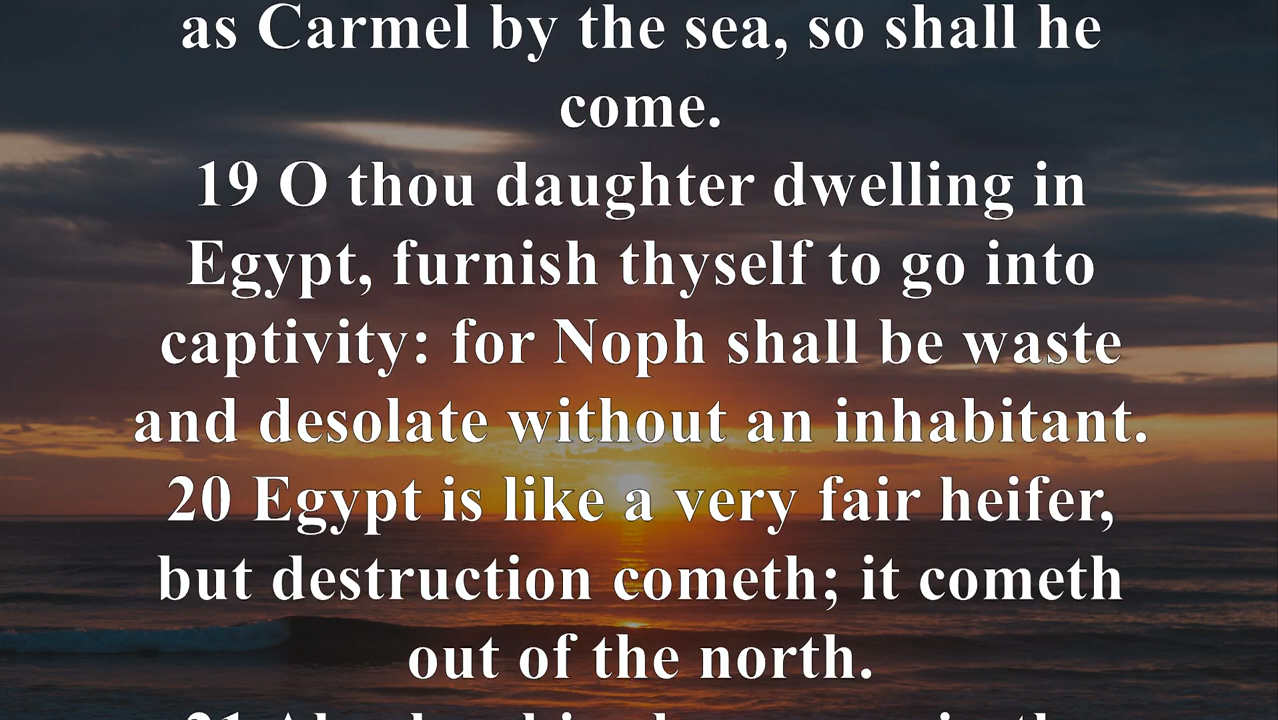 as Carmel by the sea, so shall he
come.
19 O thou daughter dwelling in
Egypt, furnish thyself to go into
captivity: for Noph shall be waste
and desolate without an inhabitant.
20 Egypt is like a very fair heifer,
but destruction cometh; it cometh
out of the north.